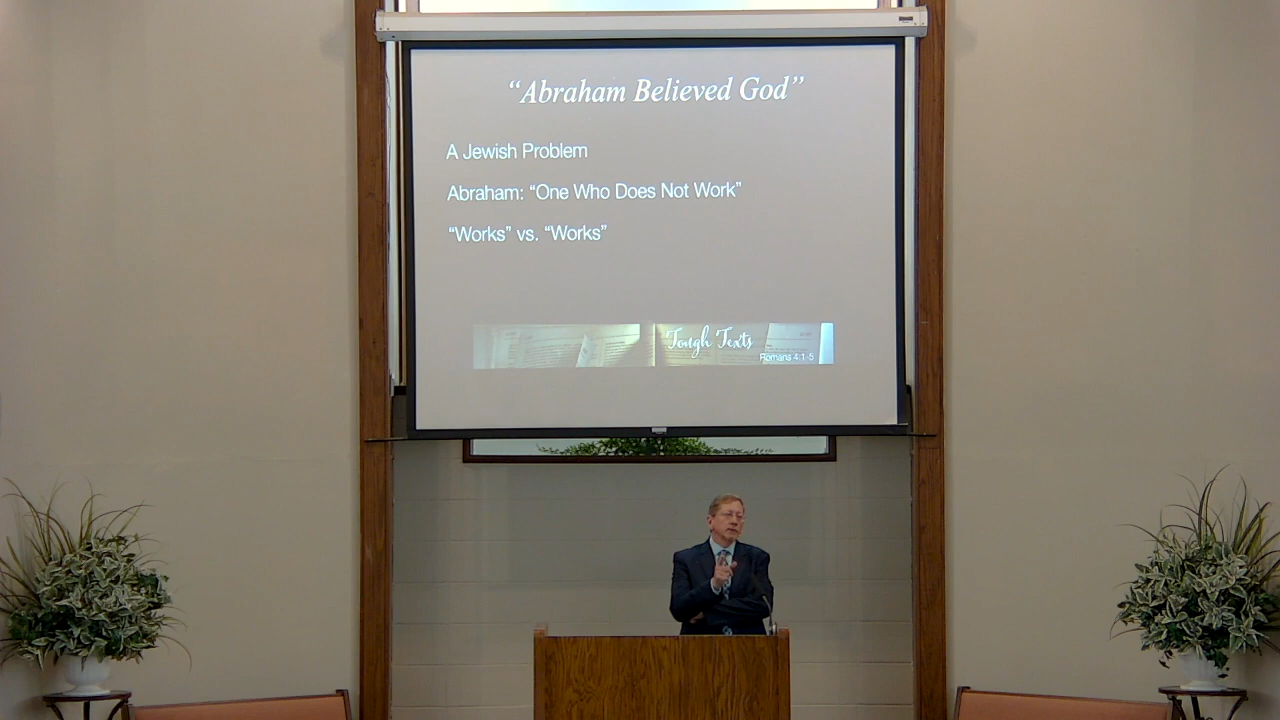 “Abraham Believed God”
A Jewish Problem
Abraham: “One Who Does Not Work”
“Works” vs. “Works”
Tough Texts
Romans 4:1-5